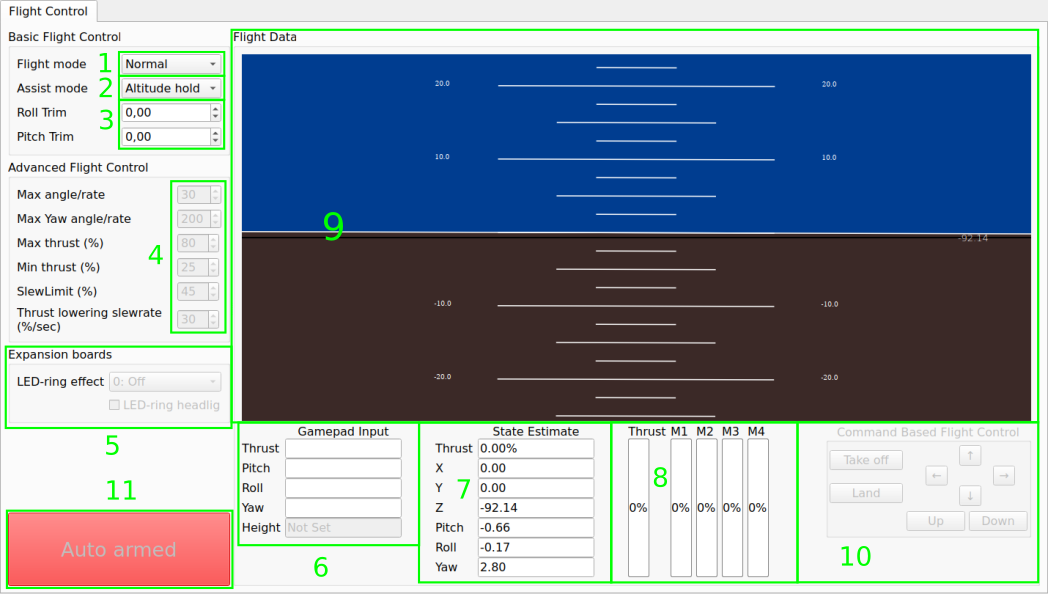 Flight Control
Basic Flight Control
Flight mode 1 Normal
Assist mode 2 Altitude hold
Roll Trim 3 0,00
Pitch Trim 0,00
Advanced Flight Control
Max angle/rate 30
Max Yaw angle/rate 200
Max thrust (%) 80
4
Min thrust (%) 25
SlewLimit (%) 45
Thrust lowering slewrate
(%/sec) 30
Expansion boards
LED-ring effect 0: Off
LED-ring headlig
5
11
Auto armed
Flight Data
20.0 20.0
10.0 10.0
9
-92.14
-10.0 -10.0
-20.0 -20.0
Gamepad Input
Thrust
Pitch
Roll
Yaw
Height Not Set
6
State Estimate
Thrust 0.00%
X 0.00
Y 7 0.00
Z -92.14
Pitch -0.66
Roll -0.17
Yaw 2.80
Thrust M1 M2 M3 M4
8
0% 0% 0% 0% 0%
Command Based Flight Control
Take off ↑
← →
Land ↓
Up Down
10